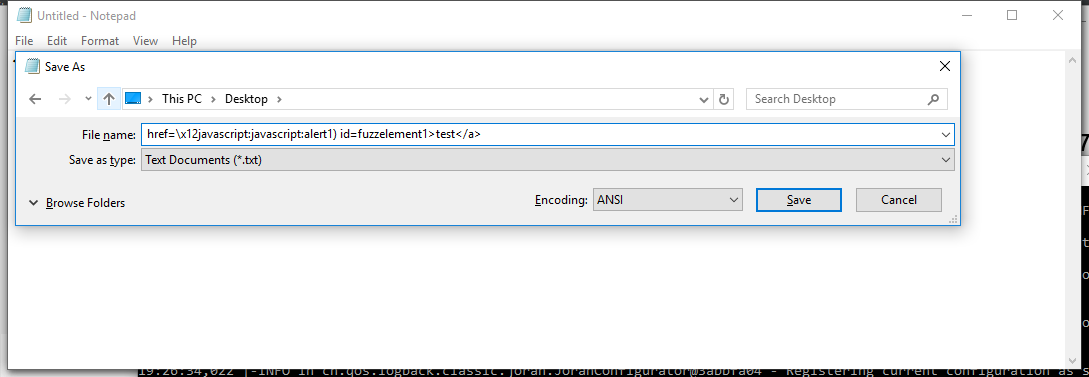 Untitled - Notepad
File Edit Format View Help
Save As
This PC Desktop
Search Desktop
File name: href=\x12javascript:javascript:alert1) id=fuzzelement1>test</a>
Save as type: Text Documents (*.txt)
Browse Folders
Encoding: ANSI
Save Cancel
19:26:34,022 |-INFO in ch.qos.logback.classic.joran.JoranConfigurator@3abbfa04 - Registering current configuration as s